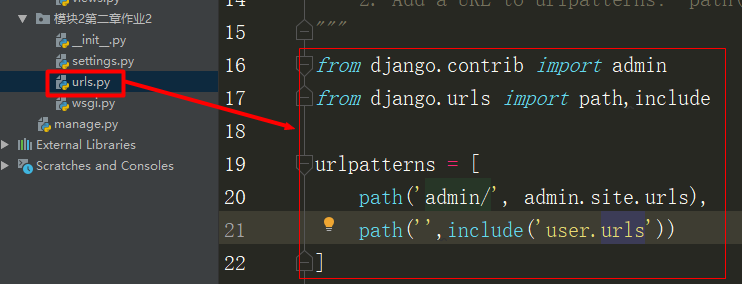 views.py
模块2第二章作业2
__init__.py
settings.py
urls.py
wsgi.py
manage.py
External Libraries
Scratches and Consoles
14 2. Add a URL to urlpatterns: path(
15 """
16 from django.contrib import admin
17 from django.urls import path,include
18
19 urlpatterns = [
20 path('admin/', admin.site.urls),
21 path('',include('user.urls'))
22 ]